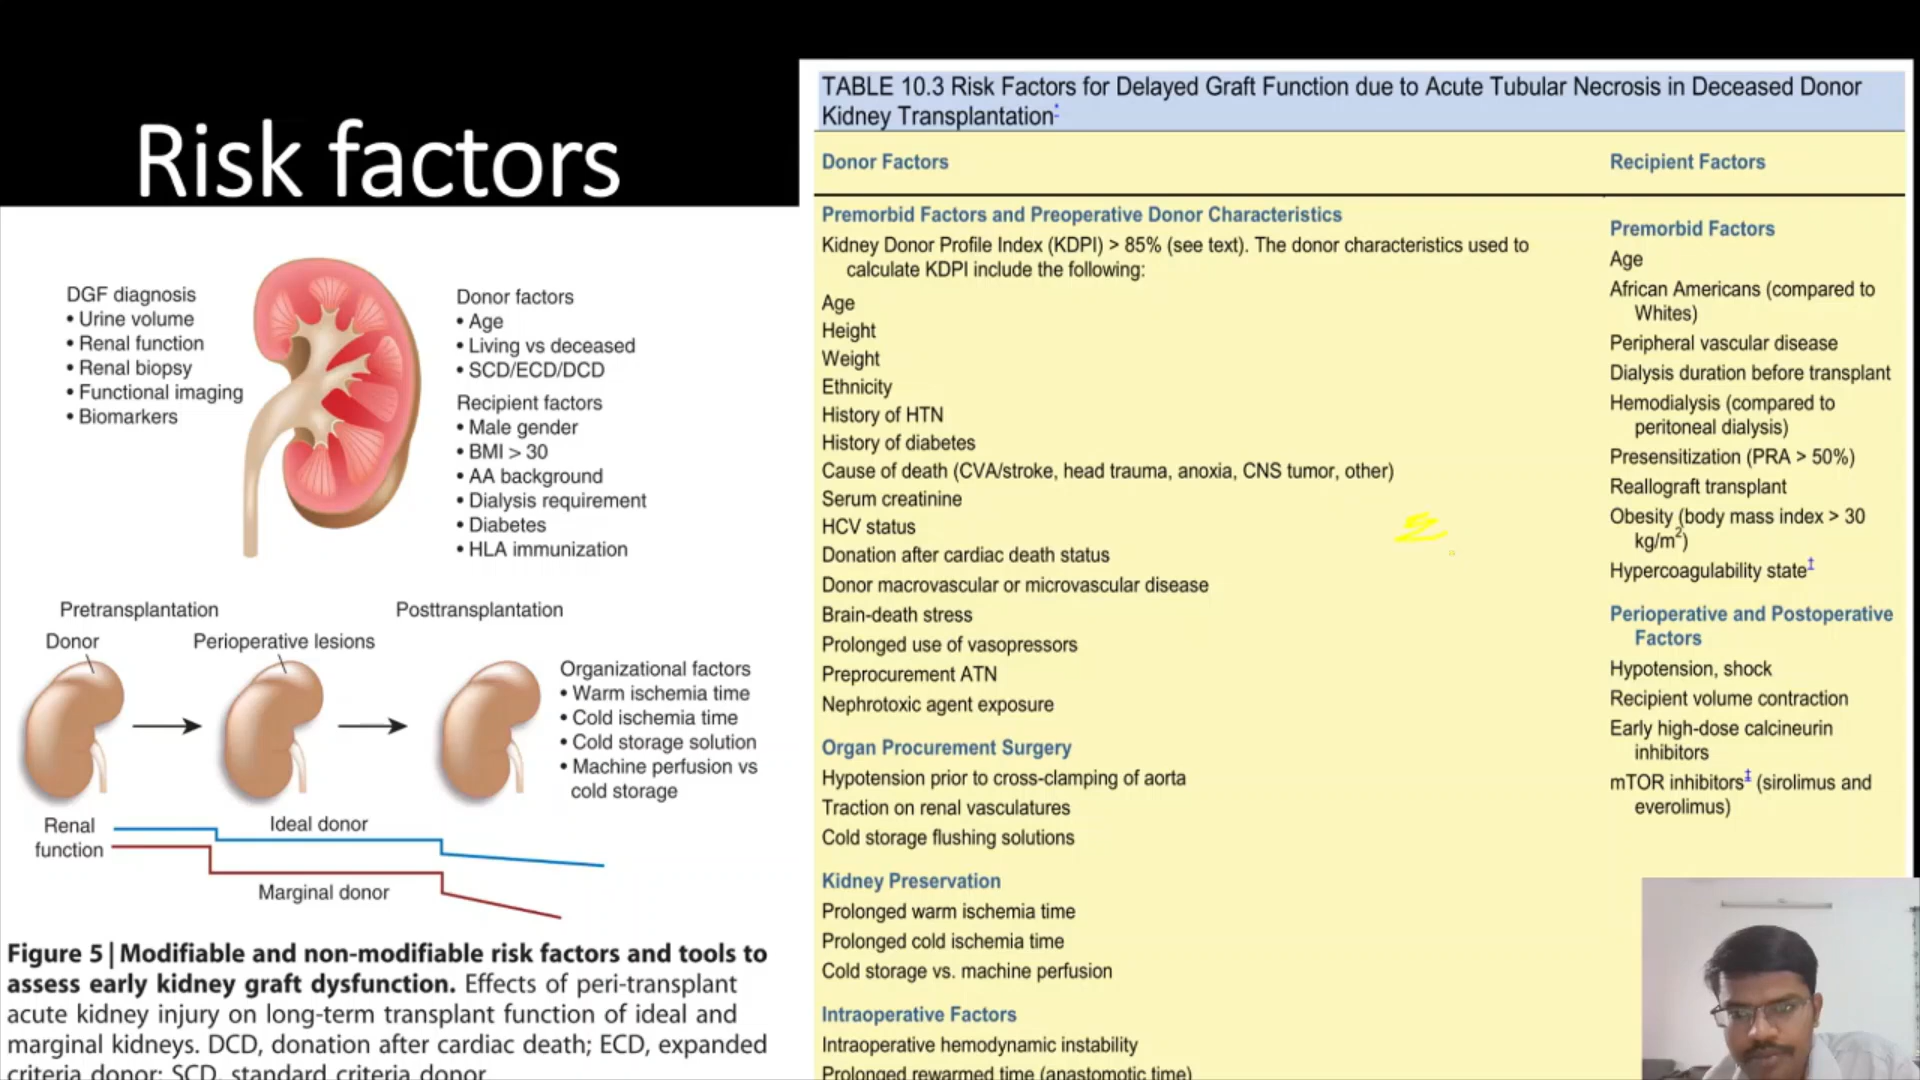 Risk factors
DGF diagnosis
• Urine volume
• Renal function
• Renal biopsy
• Functional imaging
• Biomarkers
Donor factors
• Age
• Living vs deceased
• SCD/ECD/DCD
Recipient factors
• Male gender
• BMI > 30
• AA background
• Dialysis requirement
• Diabetes
• HLA immunization
Pretransplantation
Posttransplantation
Donor
Perioperative lesions
Organizational factors
• Warm ischemia time
• Cold ischemia time
• Cold storage solution
• Machine perfusion vs
cold storage
Renal
function
Ideal donor
Marginal donor
Figure 5 | Modifiable and non-modifiable risk factors and tools to
assess early kidney graft dysfunction. Effects of peri-transplant
acute kidney injury on long-term transplant function of ideal and
marginal kidneys. DCD, donation after cardiac death; ECD, expanded
criteria donor; SCD, standard criteria donor
TABLE 10.3 Risk Factors for Delayed Graft Function due to Acute Tubular Necrosis in Deceased Donor
Kidney Transplantation*
Donor Factors
Premorbid Factors and Preoperative Donor Characteristics
Kidney Donor Profile Index (KDPI) > 85% (see text). The donor characteristics used to
calculate KDPI include the following:
Age
Height
Weight
Ethnicity
History of HTN
History of diabetes
Cause of death (CVA/stroke, head trauma, anoxia, CNS tumor, other)
Serum creatinine
HCV status
Donation after cardiac death status
Donor macrovascular or microvascular disease
Brain-death stress
Prolonged use of vasopressors
Preprocurement ATN
Nephrotoxic agent exposure
Organ Procurement Surgery
Hypotension prior to cross-clamping of aorta
Traction on renal vasculatures
Cold storage flushing solutions
Kidney Preservation
Prolonged warm ischemia time
Prolonged cold ischemia time
Cold storage vs. machine perfusion
Intraoperative Factors
Intraoperative hemodynamic instability
Prolonged rewarmed time (anastomotic time)
Recipient Factors
Premorbid Factors
Age
African Americans (compared to
Whites)
Peripheral vascular disease
Dialysis duration before transplant
Hemodialysis (compared to
peritoneal dialysis)
Presensitization (PRA > 50%)
Reallograft transplant
Obesity (body mass index > 30
kg/m²)
Hypercoagulability state‡
Perioperative and Postoperative
Factors
Hypotension, shock
Recipient volume contraction
Early high-dose calcineurin
inhibitors
mTOR inhibitors‡ (sirolimus and
everolimus)